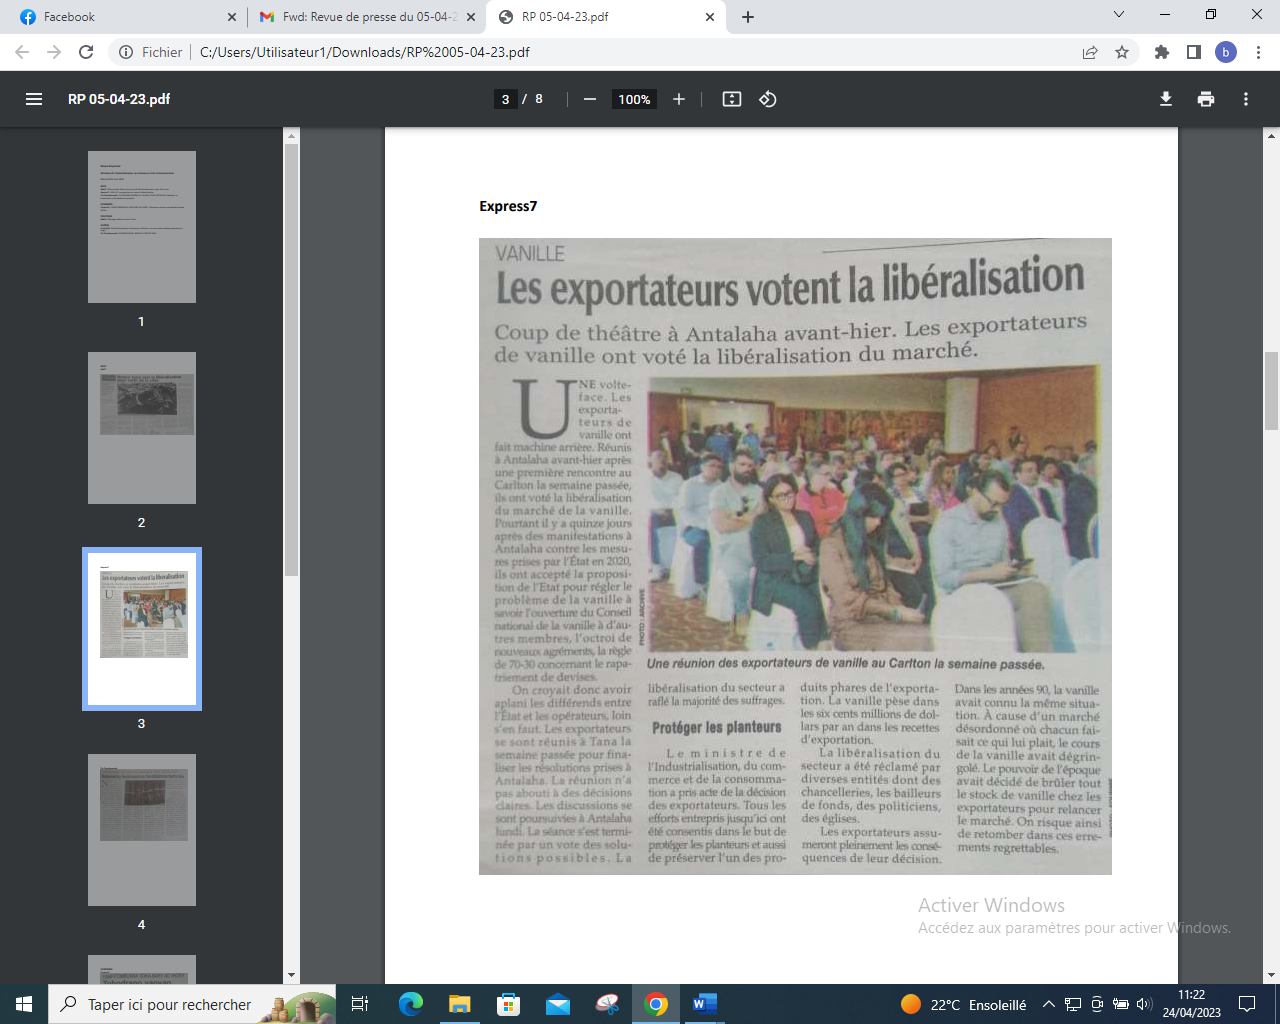 Facebook
Fwd: Revue de presse du 05-04-2
RP 05-04-23.pdf
Fichier
C:/Users/Utilisateur1/Downloads/RP%2005-04-23.pdf
b
RP 05-04-23.pdf
3 / 8
100%
1
2
3
4
Express7
VANILLE
Les exportateurs votent la libéralisation
Coup de théâtre à Antalaha avant-hier. Les exportateurs
de vanille ont voté la libéralisation du marché.
UNE volte-
face. Les
exporta-
teurs de
vanille ont
fait machine arrière. Réunis
à Antalaha avant-hier après
une première rencontre au
Carlton la semaine passée,
ils ont voté la libéralisation
du marché de la vanille.
Pourtant il y a quinze jours
après des manifestations à
Antalaha contre les mesu-
res prises par l'État en 2020,
ils ont accepté la proposi-
tion de l'Etat pour régler le
problème de la vanille à
savoir l'ouverture du Conseil
national de la vanille à d'au-
tres membres, l'octroi de
nouveaux agréments, la règle
de 70-30 concernant le rapa-
triement de devises.
On croyait donc avoir
aplani les différends entre
l'État et les opérateurs, loin
s'en faut. Les exportateurs
se sont réunis à Tana la
semaine passée pour fina-
liser les résolutions prises à
Antalaha. La réunion n'a
pas abouti à des décisions
claires. Les discussions se
sont poursuivies à Antalaha
lundi. La séance s'est termi-
née par un vote des solu-
tions possibles. La
PHOTO : ARCHIVE
Une réunion des exportateurs de vanille au Carlton la semaine passée.
libéralisation du secteur a
raflé la majorité des suffrages.
Protéger les planteurs
Le ministre de
l'Industrialisation, du com-
merce et de la consomma-
tion a pris acte de la décision
des exportateurs. Tous les
efforts entrepris jusqu'ici ont
été consentis dans le but de
protéger les planteurs et aussi
de préserver l'un des pro-
duits phares de l'exporta-
tion. La vanille pèse dans
les six cents millions de dol-
lars par an dans les recettes
d'exportation.
La libéralisation du
secteur a été réclamé par
diverses entités dont des
chancelleries, les bailleurs
de fonds, des politiciens,
des églises.
Les exportateurs assu-
meront pleinement les consé-
quences de leur décision.
Dans les années 90, la vanille
avait connu la même situa-
tion. À cause d'un marché
désordonné où chacun fai-
sait ce qui lui plait, le cours
de la vanille avait dégrin-
golé. Le pouvoir de l'époque
avait décidé de brûler tout
le stock de vanille chez les
exportateurs pour relancer
le marché. On risque ainsi
de retomber dans ces erre-
ments regrettables.
Activer Windows
Accédez aux paramètres pour activer Windows.
Taper ici pour rechercher
22°C Ensoleillé
11:22
24/04/2023